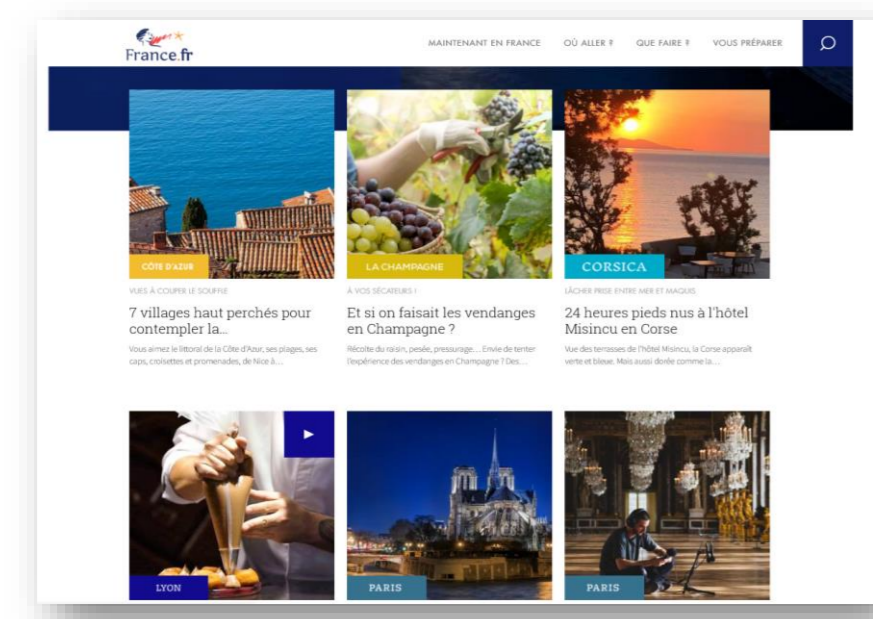 France.fr
MAINTENANT EN FRANCE
OÙ ALLER ?
QUE FAIRE ?
VOUS PRÉPARER
CÔTE D'AZUR
VUES À COUPER LE SOUFFLE
7 villages haut perchés pour
contempler la...
Vous aimez le littoral de la Côte d'Azur, ses plages, ses
caps, croisettes et promenades, de Nice à…
LA CHAMPAGNE
À VOS SÉCATEURS !
Et si on faisait les vendanges
en Champagne ?
Récolte du raisin, pesée, pressurage… Envie de tenter
l'expérience des vendanges en Champagne ? Des…
CORSICA
LÂCHER PRISE ENTRE MER ET MAQUIS
24 heures pieds nus à l'hôtel
Misincu en Corse
Vue des terrasses de l'hôtel Misincu, la Corse apparaît
verte et bleue. Mais aussi dorée comme la…
LYON
PARIS
PARIS